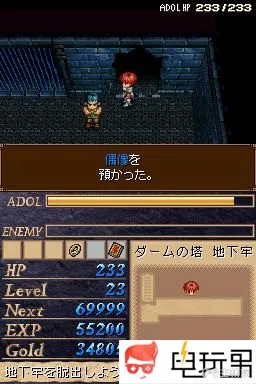 ADOL HP 233/233
偶像を
預かった。
ADOL
ENEMY
ダームの塔 地下牢
HP 233
Level 23
Next 69999
EXP 55200
Gold 34805
地下牢を脱出しよう
电玩男